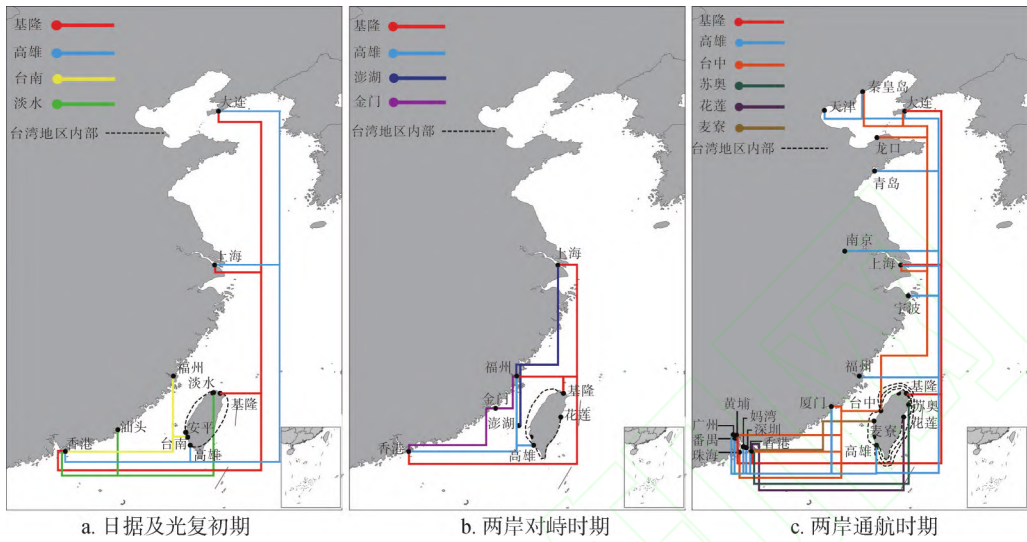 基隆
高雄
台南
淡水
台湾地区内部
大连
上海
福州
淡水
基隆
汕头
安平
台南
高雄
香港
a. 日据及光复初期
基隆
高雄
澎湖
金门
台湾地区内部
上海
福州
基隆
金门
花莲
澎湖
高雄
香港
b. 两岸对峙时期
基隆
高雄
台中
苏奥
花莲
麦寮
台湾地区内部
秦皇岛
天津
大连
龙口
青岛
南京
上海
宁波
福州
基隆
厦门
台中
苏奥
花莲
麦寮
高雄
黄埔
妈湾
广州
深圳
番禺
香港
珠海
c. 两岸通航时期